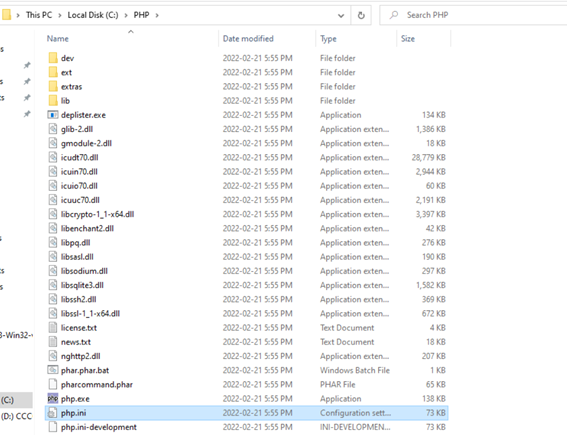 This PC > Local Disk (C:) > PHP >
Search PHP
Name Date modified Type Size
dev 2022-02-21 5:55 PM File folder
ext 2022-02-21 5:55 PM File folder
extras 2022-02-21 5:55 PM File folder
lib 2022-02-21 5:55 PM File folder
deplister.exe 2022-02-21 5:55 PM Application 134 KB
glib-2.dll 2022-02-21 5:55 PM Application exten... 1,386 KB
gmodule-2.dll 2022-02-21 5:55 PM Application exten... 18 KB
icudt70.dll 2022-02-21 5:55 PM Application exten... 28,779 KB
icuin70.dll 2022-02-21 5:55 PM Application exten... 2,944 KB
icuio70.dll 2022-02-21 5:55 PM Application exten... 60 KB
icuuc70.dll 2022-02-21 5:55 PM Application exten... 2,191 KB
libcrypto-1_1-x64.dll 2022-02-21 5:55 PM Application exten... 3,397 KB
libenchant2.dll 2022-02-21 5:55 PM Application exten... 42 KB
libpq.dll 2022-02-21 5:55 PM Application exten... 276 KB
libsasl.dll 2022-02-21 5:55 PM Application exten... 190 KB
libsodium.dll 2022-02-21 5:55 PM Application exten... 297 KB
libsqlite3.dll 2022-02-21 5:55 PM Application exten... 1,582 KB
libssh2.dll 2022-02-21 5:55 PM Application exten... 369 KB
libssl-1_1-x64.dll 2022-02-21 5:55 PM Application exten... 672 KB
license.txt 2022-02-21 5:55 PM Text Document 4 KB
news.txt 2022-02-21 5:55 PM Text Document 18 KB
nghttp2.dll 2022-02-21 5:55 PM Application exten... 207 KB
3-Win32-v
phar.phar.bat 2022-02-21 5:55 PM Windows Batch File 1 KB
pharcommand.phar 2022-02-21 5:55 PM PHAR File 65 KB
(C:)
php.exe 2022-02-21 5:55 PM Application 138 KB
(D:) CCC
php.ini 2022-02-21 5:55 PM Configuration sett... 73 KB
php.ini-development 2022-02-21 5:55 PM INI-DEVELOPMEN... 73 KB